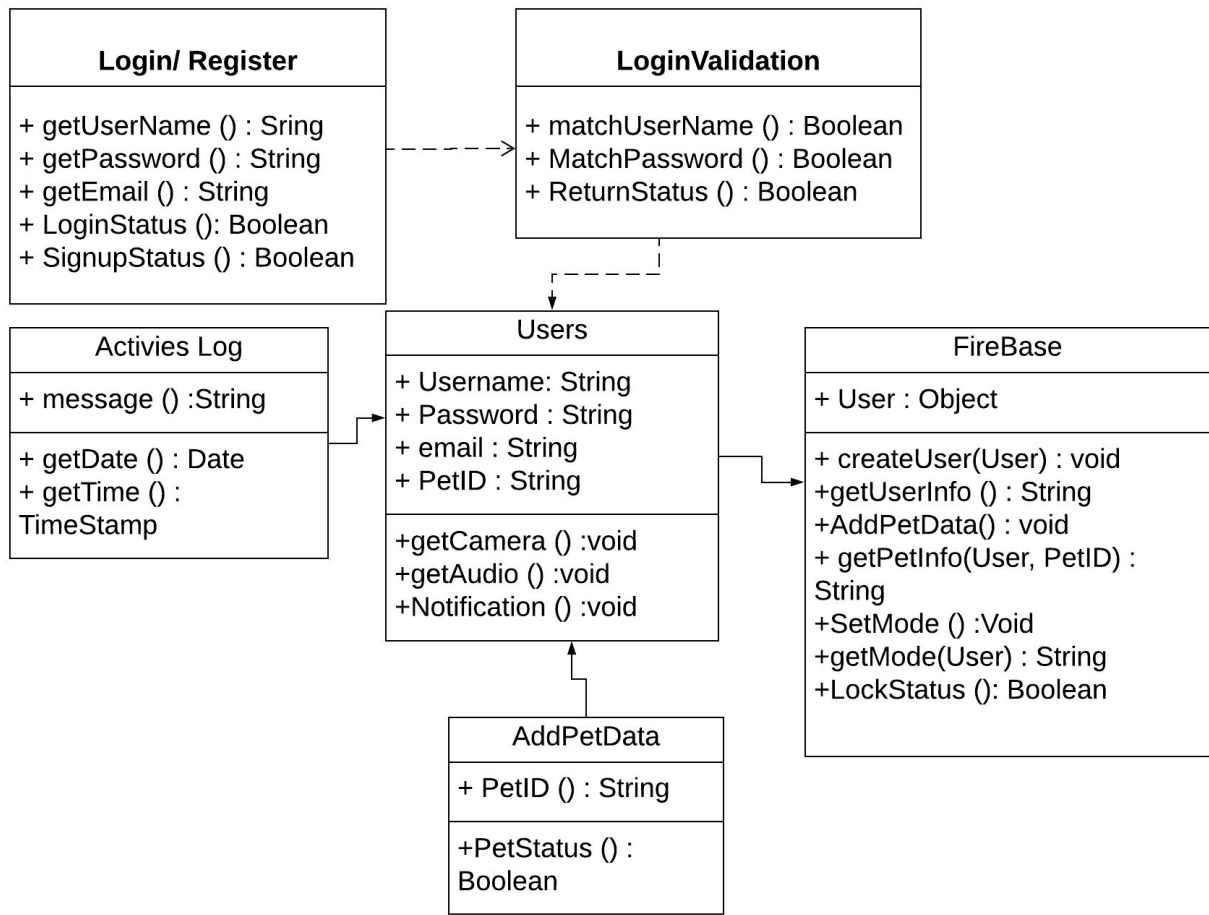 Login/ Register
+ getUserName () : Sring
+ getPassword () : String
+ getEmail () : String
+ LoginStatus (): Boolean
+ SignupStatus () : Boolean
LoginValidation
+ matchUserName () : Boolean
+ MatchPassword () : Boolean
+ ReturnStatus () : Boolean
Activies Log
+ message () :String
+ getDate () : Date
+ getTime () :
TimeStamp
Users
+ Username: String
+ Password : String
+ email : String
+ PetID : String
+getCamera () :void
+getAudio () :void
+Notification () :void
FireBase
+ User : Object
+ createUser(User) : void
+getUserInfo () : String
+AddPetData() : void
+ getPetInfo(User, PetID) :
String
+SetMode () :Void
+getMode(User) : String
+LockStatus (): Boolean
AddPetData
+ PetID () : String
+PetStatus () :
Boolean